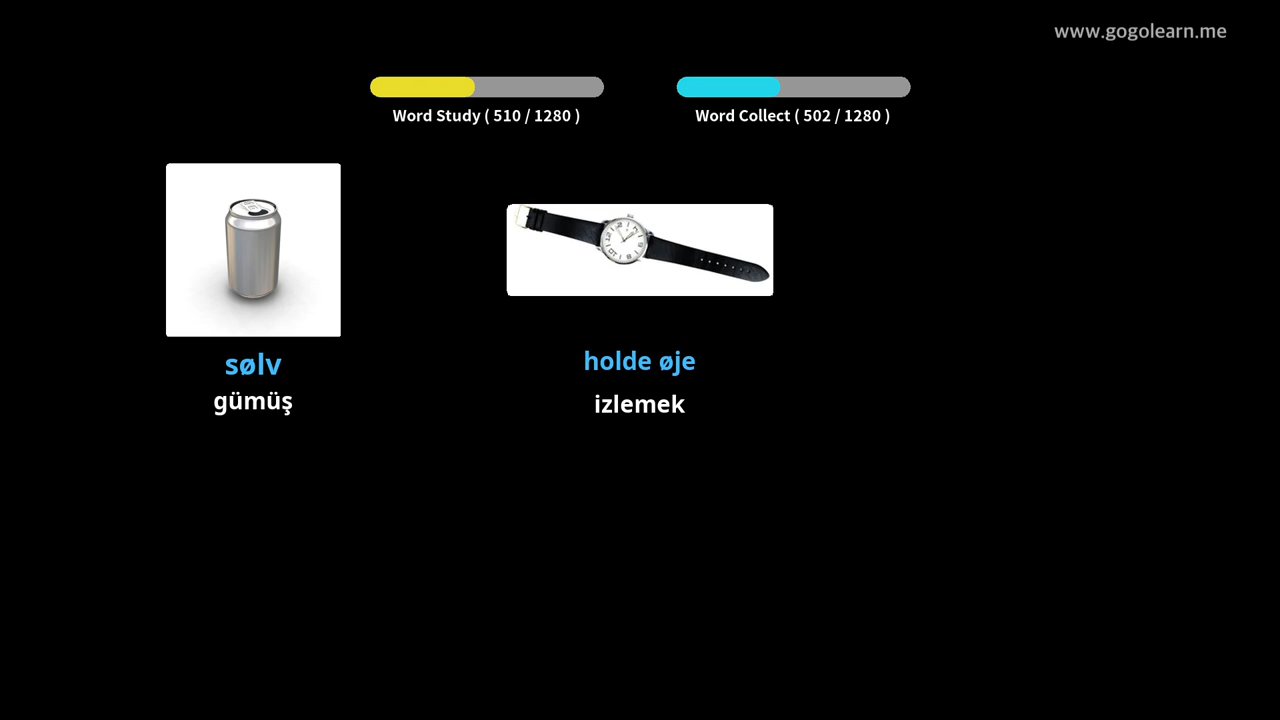 www.gogolearn.me
Word Study ( 510 / 1280 )
Word Collect ( 502 / 1280 )
sølv
gümüş
holde øje
izlemek